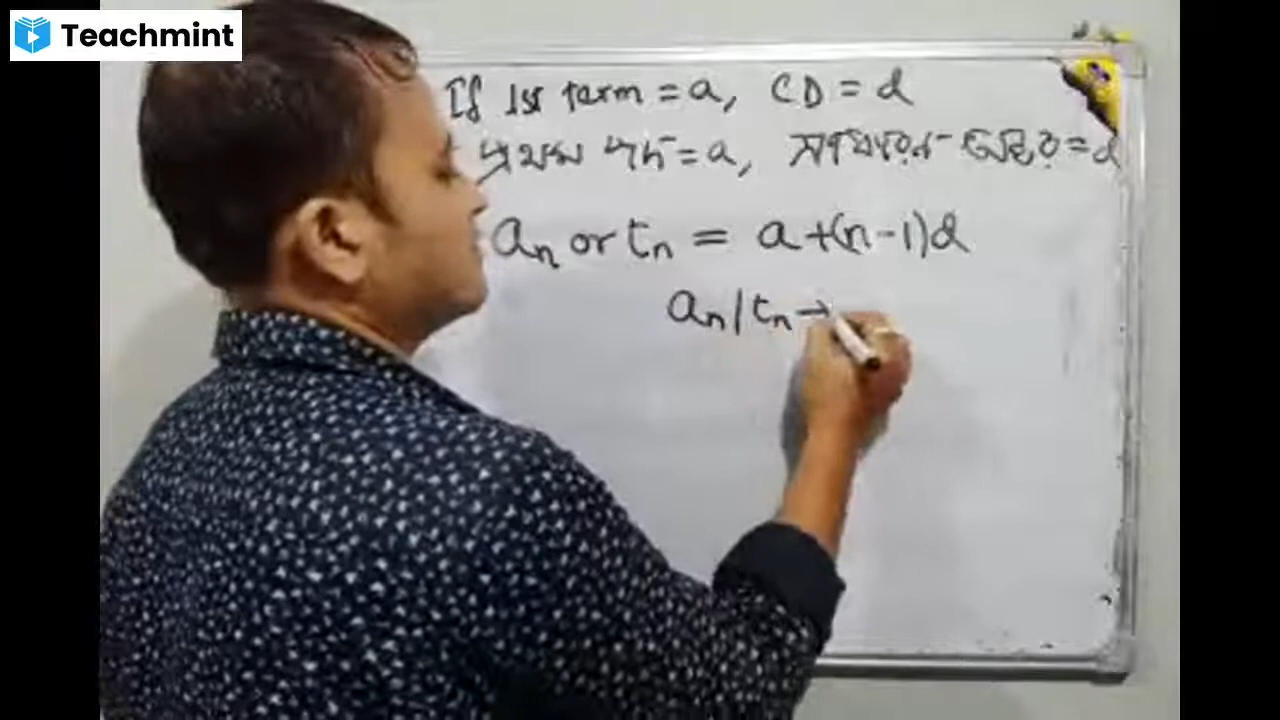 Teachmint
If 1st term = a, CD = d
প্রথম পদ = a, সাধারণ অন্তর = d
an or tn = a+(n-1)d
an/tn →